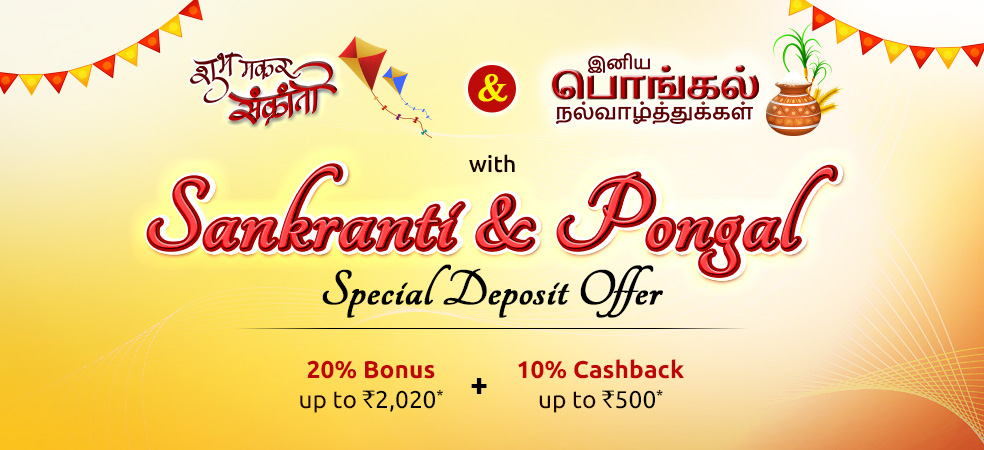 शुभ मकर
संक्रांती
&
இனிய
பொங்கல்
நல்வாழ்த்துக்கள்
with
Sankranti & Pongal
Special Deposit Offer
20% Bonus
up to ₹2,020*
+
10% Cashback
up to ₹500*